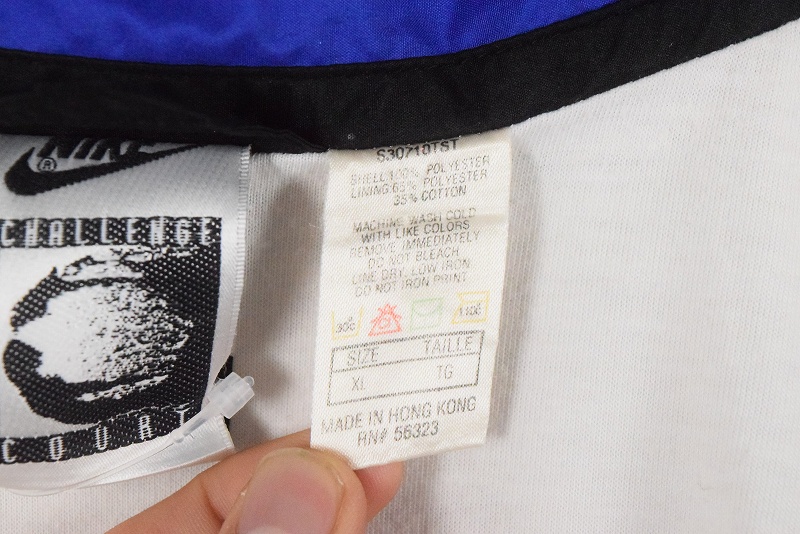 NIKE
®
CHALLENGE
COURT
S30710TST
SHELL:100% POLYESTER
LINING:65% POLYESTER
35% COTTON
MACHINE WASH COLD
WITH LIKE COLORS
REMOVE IMMEDIATELY
DO NOT BLEACH
LINE DRY, LOW IRON
DO NOT IRON PRINT
30C
110C
SIZE TAILLE
XL TG
MADE IN HONG KONG
RN# 56323